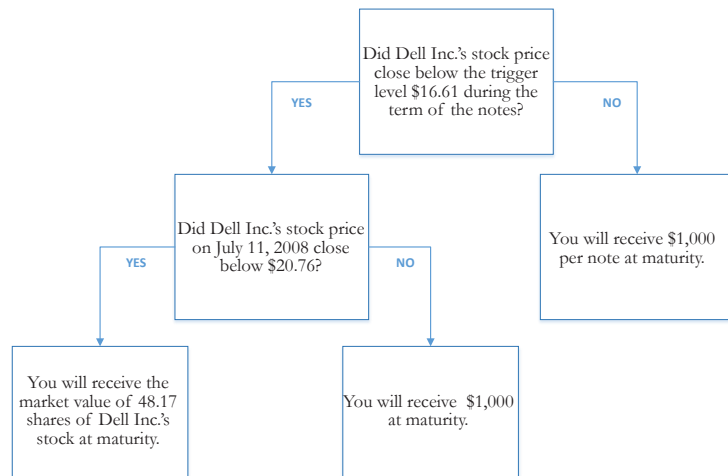 Did Dell Inc.'s stock price
close below the trigger
level $16.61 during the
term of the notes?
YES
NO
Did Dell Inc.'s stock price
on July 11, 2008 close
below $20.76?
You will receive $1,000
per note at maturity.
YES
NO
You will receive the
market value of 48.17
shares of Dell Inc.'s
stock at maturity.
You will receive $1,000
at maturity.